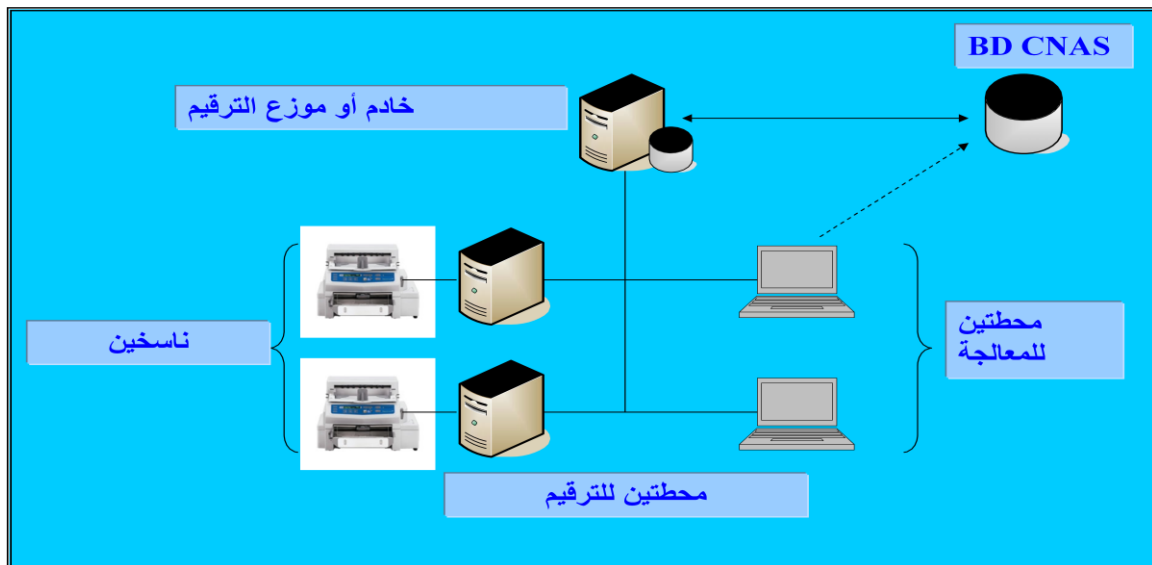 BD CNAS
خادم أو موزع الترقيم
ناسخين
محطتين
للمعالجة
محطتين للترقيم